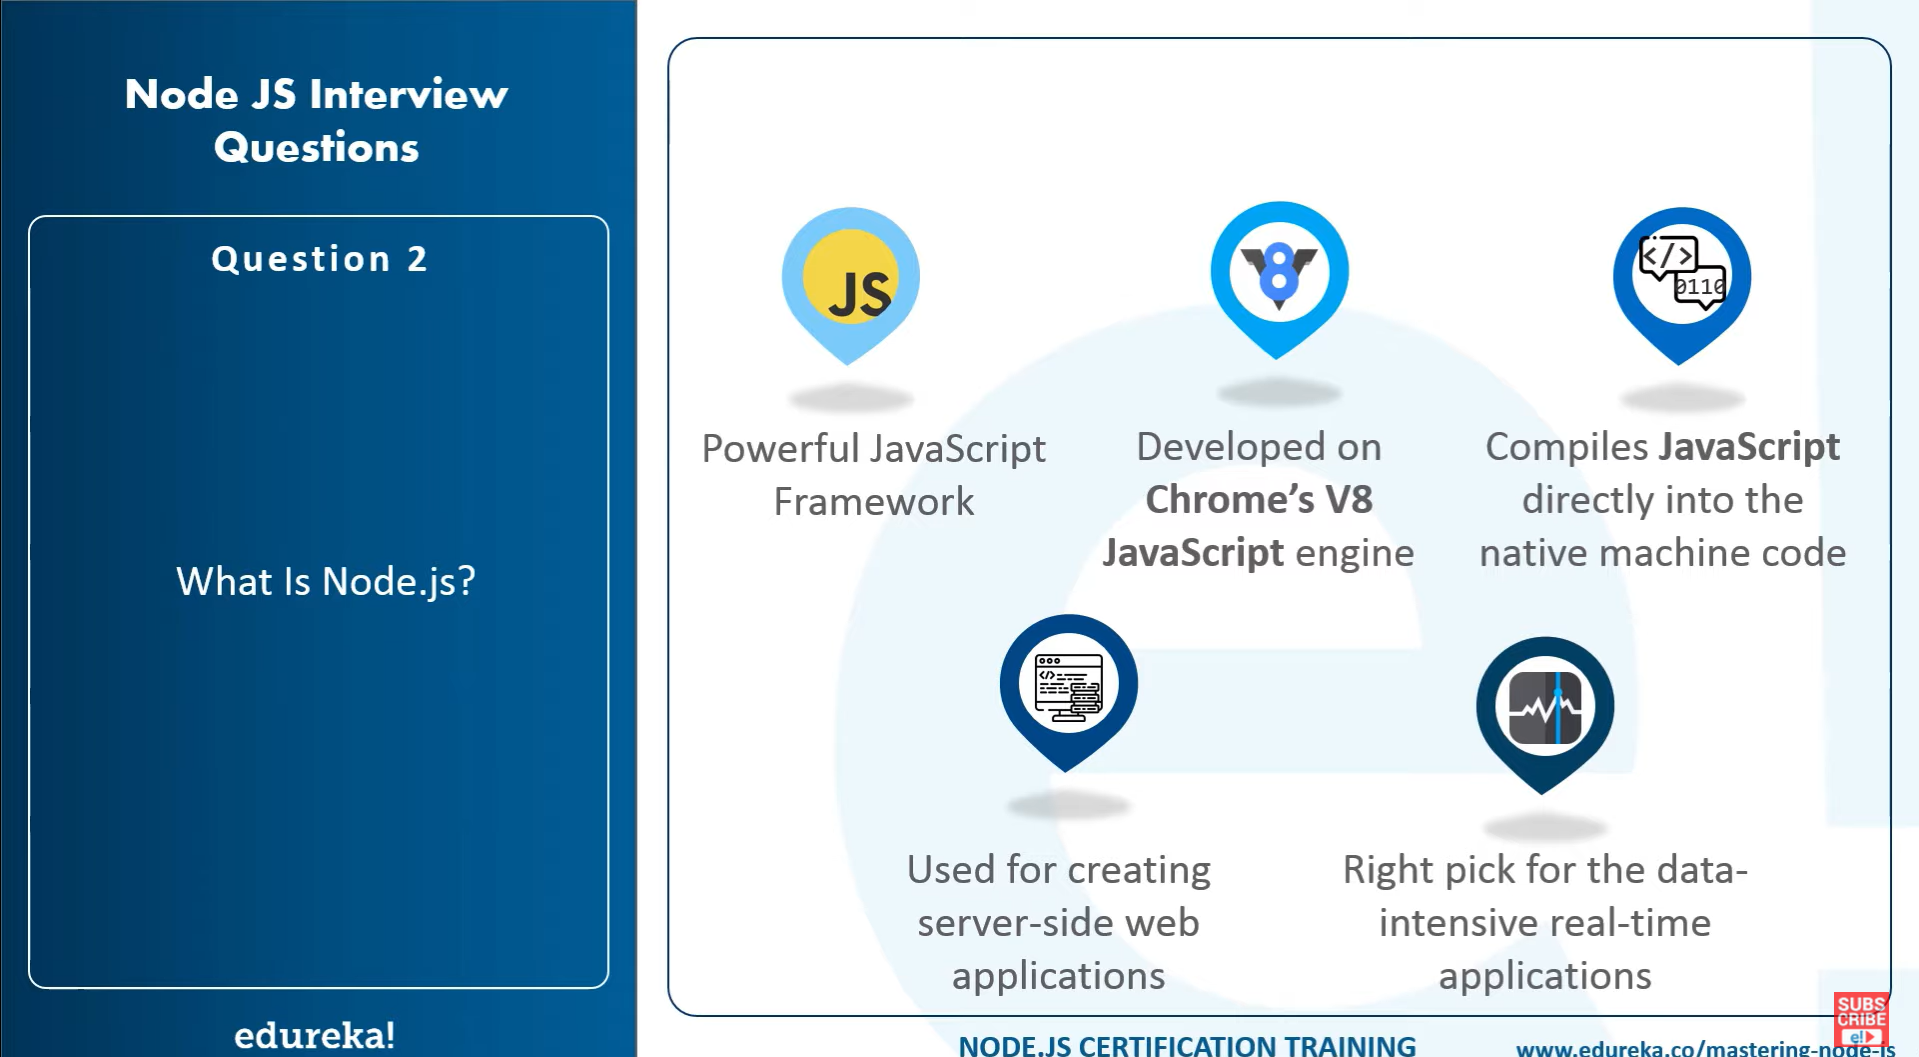 Node JS Interview
Questions
Question 2
What Is Node.js?
edureka!
JS
8
</>
0110
Powerful JavaScript
Framework
Developed on
Chrome’s V8
JavaScript engine
Compiles JavaScript
directly into the
native machine code
</>
Used for creating
server-side web
applications
Right pick for the data-
intensive real-time
applications
NODE.JS CERTIFICATION TRAINING
www.edureka.co/mastering-node-js
SUBS
CRIBE
e!